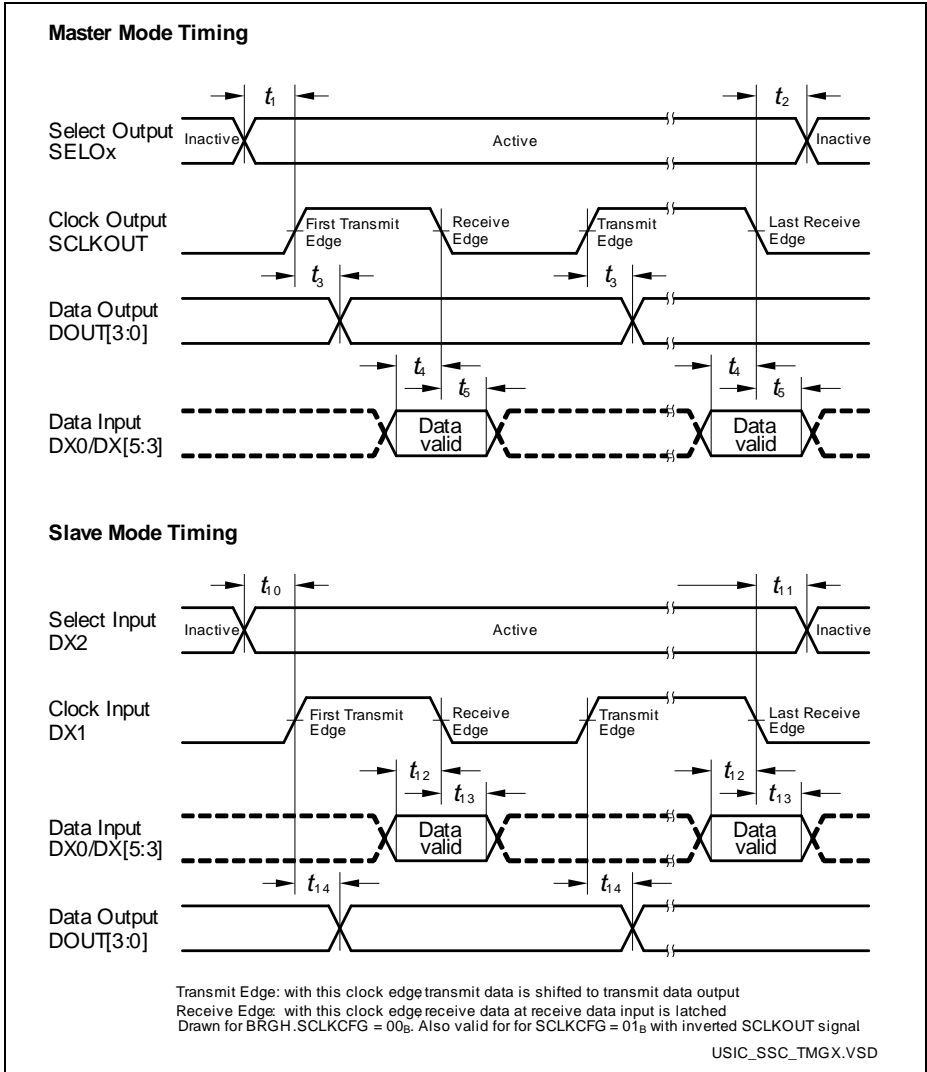 Master Mode Timing
t1
t2
Select Output
SELOx
Inactive
Active
Inactive
Clock Output
SCLKOUT
First Transmit
Edge
Receive
Edge
Transmit
Edge
Last Receive
Edge
t3
t3
Data Output
DOUT[3:0]
t4
t5
t4
t5
Data Input
DX0/DX[5:3]
Data
valid
Data
valid
Slave Mode Timing
t10
t11
Select Input
DX2
Inactive
Active
Inactive
Clock Input
DX1
First Transmit
Edge
Receive
Edge
Transmit
Edge
Last Receive
Edge
t12
t13
t12
t13
Data Input
DX0/DX[5:3]
Data
valid
Data
valid
t14
t14
Data Output
DOUT[3:0]
Transmit Edge: with this clock edge, transmit data is shifted to transmit data output
Receive Edge: with this clock edge, receive data at receive data input is latched
Drawn for BRGH.SCLKCFG = 00B. Also valid for for SCLKCFG = 01B with inverted SCLKOUT signal.
USIC_SSC_TMGX.VSD